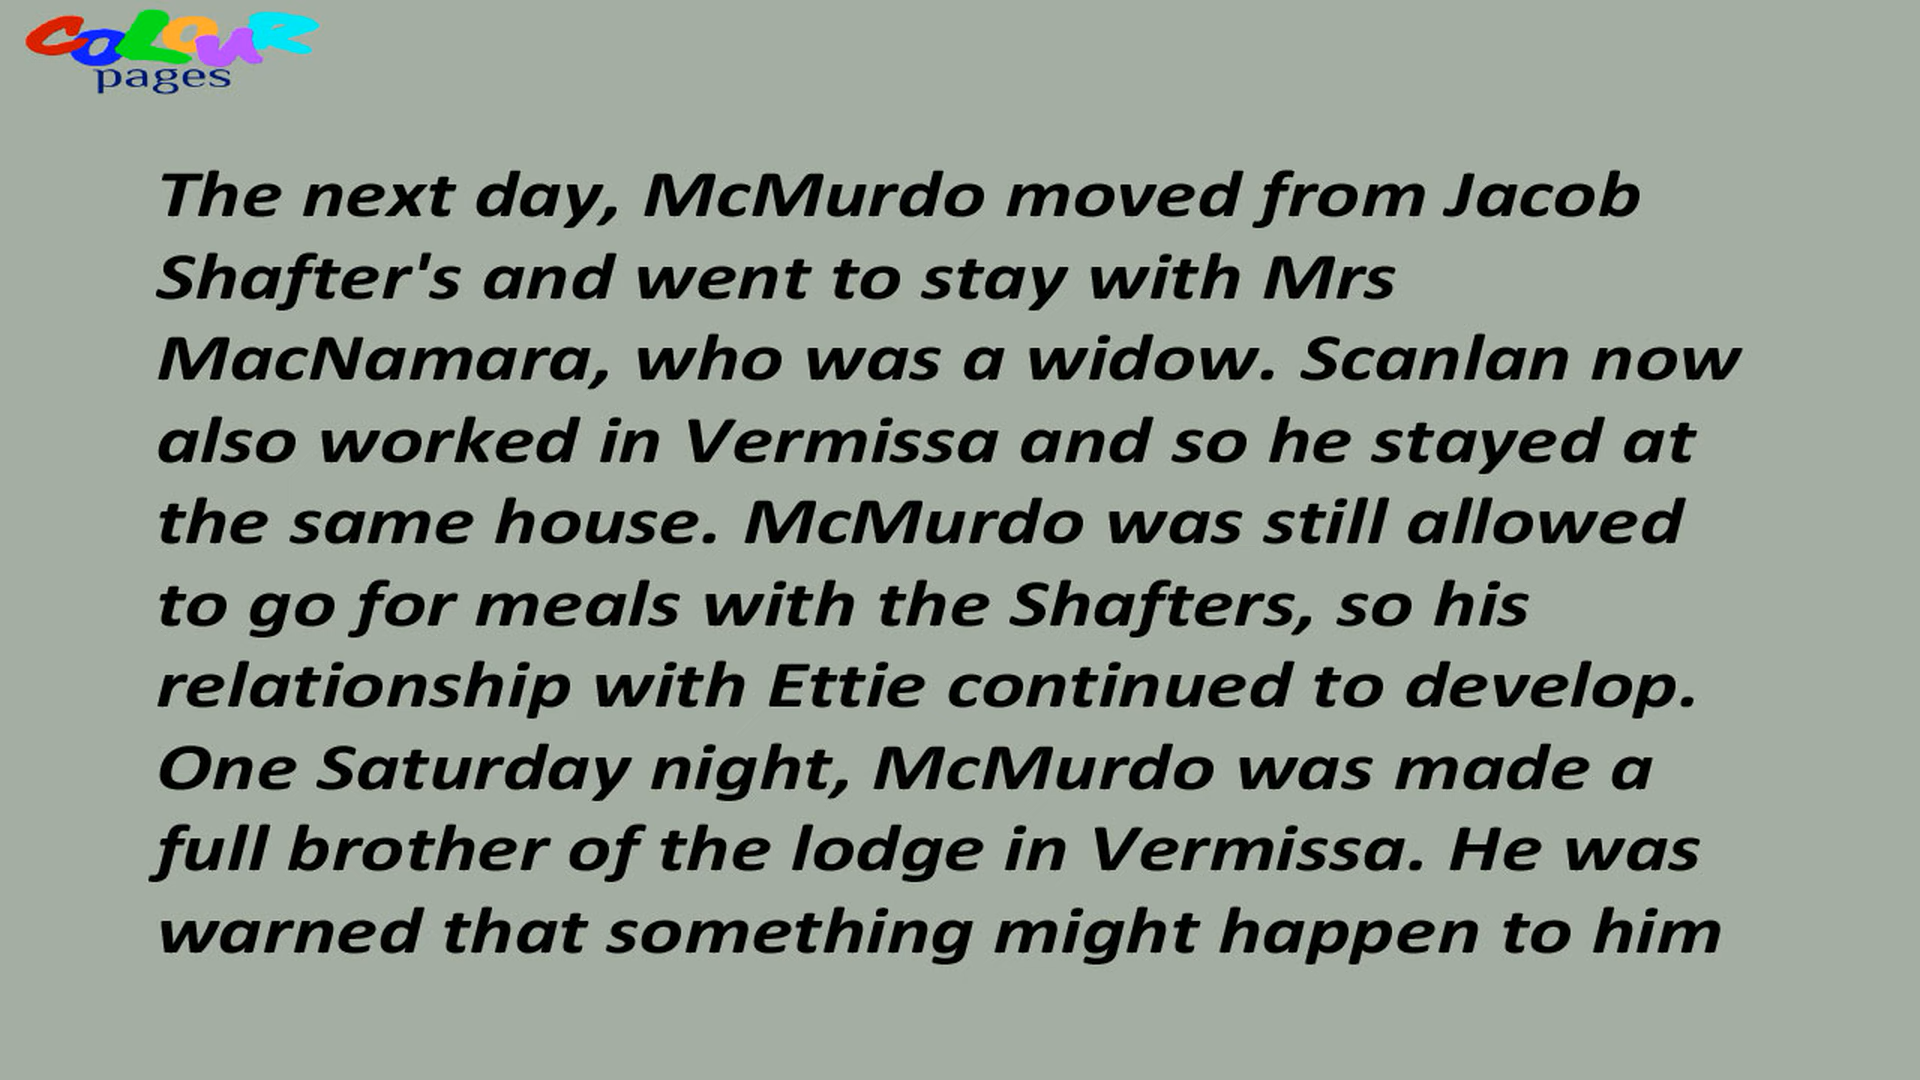 COLOUR
pages
The next day, McMurdo moved from Jacob
Shafter's and went to stay with Mrs
MacNamara, who was a widow. Scanlan now
also worked in Vermissa and so he stayed at
the same house. McMurdo was still allowed
to go for meals with the Shafters, so his
relationship with Ettie continued to develop.
One Saturday night, McMurdo was made a
full brother of the lodge in Vermissa. He was
warned that something might happen to him